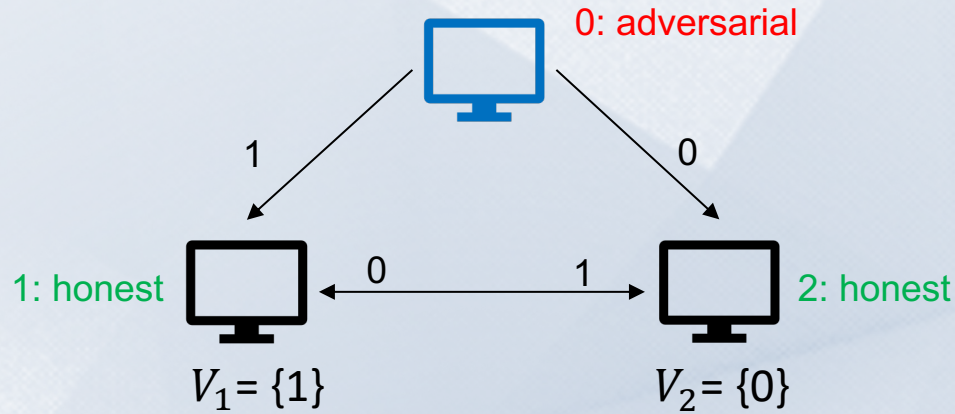 0: adversarial
1
0
1: honest
0
1
2: honest
V₁= {1}
V₂= {0}